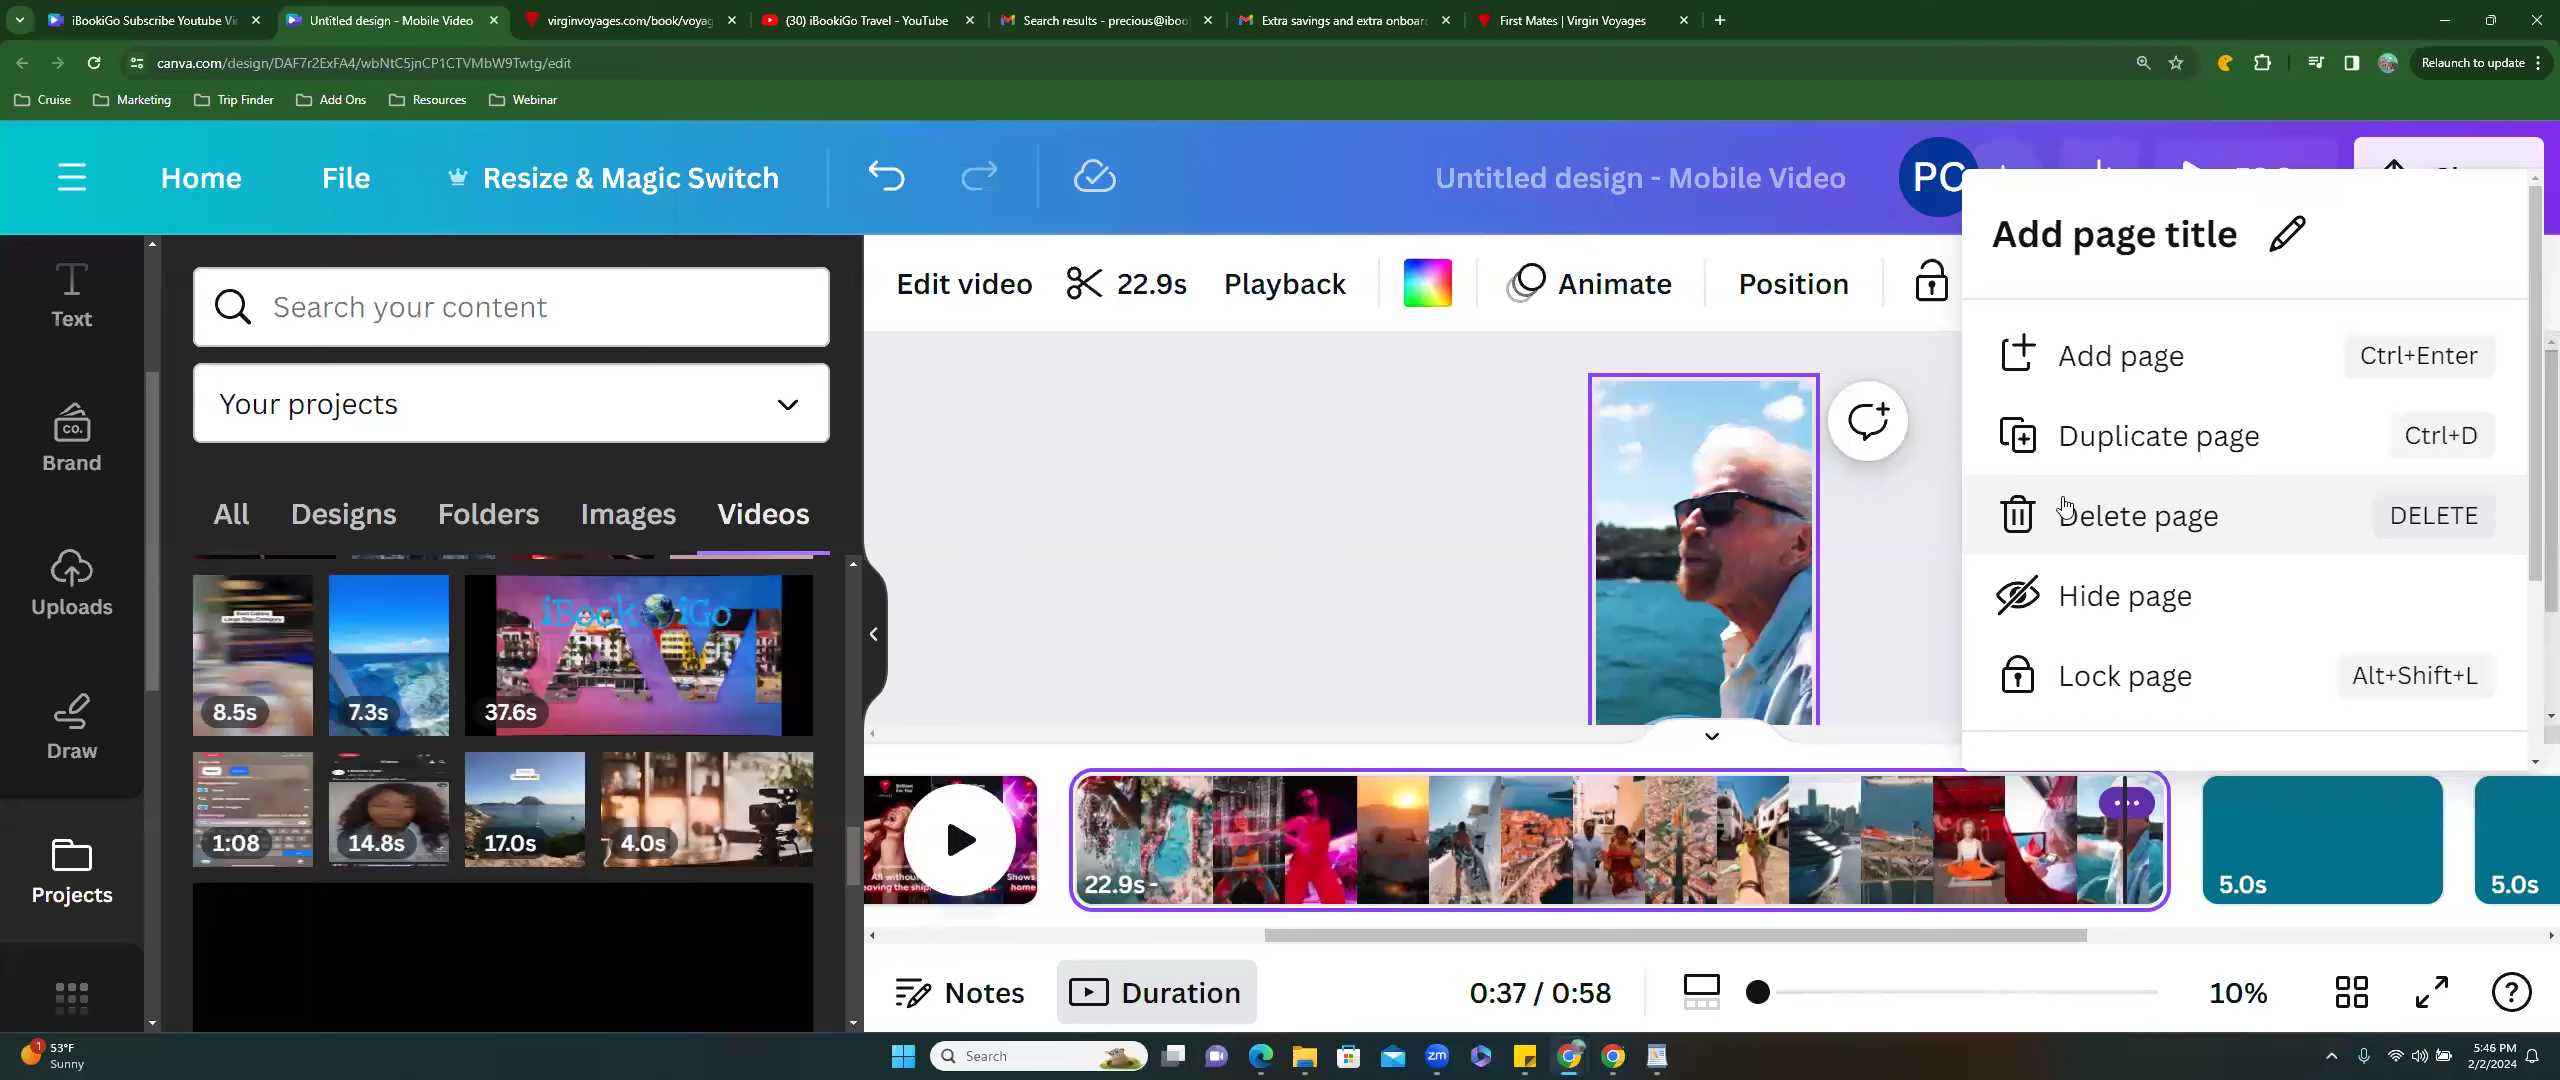 iBookiGo Subscribe Youtube Vi
Untitled design - Mobile Video
virginvoyages.com/book/voyag
(30) iBookiGo Travel - YouTube
Search results - precious@iboo
Extra savings and extra onboar
First Mates | Virgin Voyages
canva.com/design/DAF7r2ExFA4/wbNtC5jnCP1CTVMbW9Twtg/edit
Relaunch to update
Cruise
Marketing
Trip Finder
Add Ons
Resources
Webinar
Home
File
Resize & Magic Switch
Untitled design - Mobile Video
PC
Text
Brand
CO.
Uploads
Draw
Projects
Search your content
Your projects
All
Designs
Folders
Images
Videos
iBook iGo
8.5s
7.3s
37.6s
1:08
14.8s
17.0s
4.0s
Edit video
22.9s
Playback
Animate
Position
Add page title
Add page
Ctrl+Enter
Duplicate page
Ctrl+D
Delete page
DELETE
Hide page
Lock page
Alt+Shift+L
22.9s
5.0s
5.0s
Notes
Duration
0:37 / 0:58
10%
53°F
Sunny
Search
zm
5:46 PM
2/2/2024